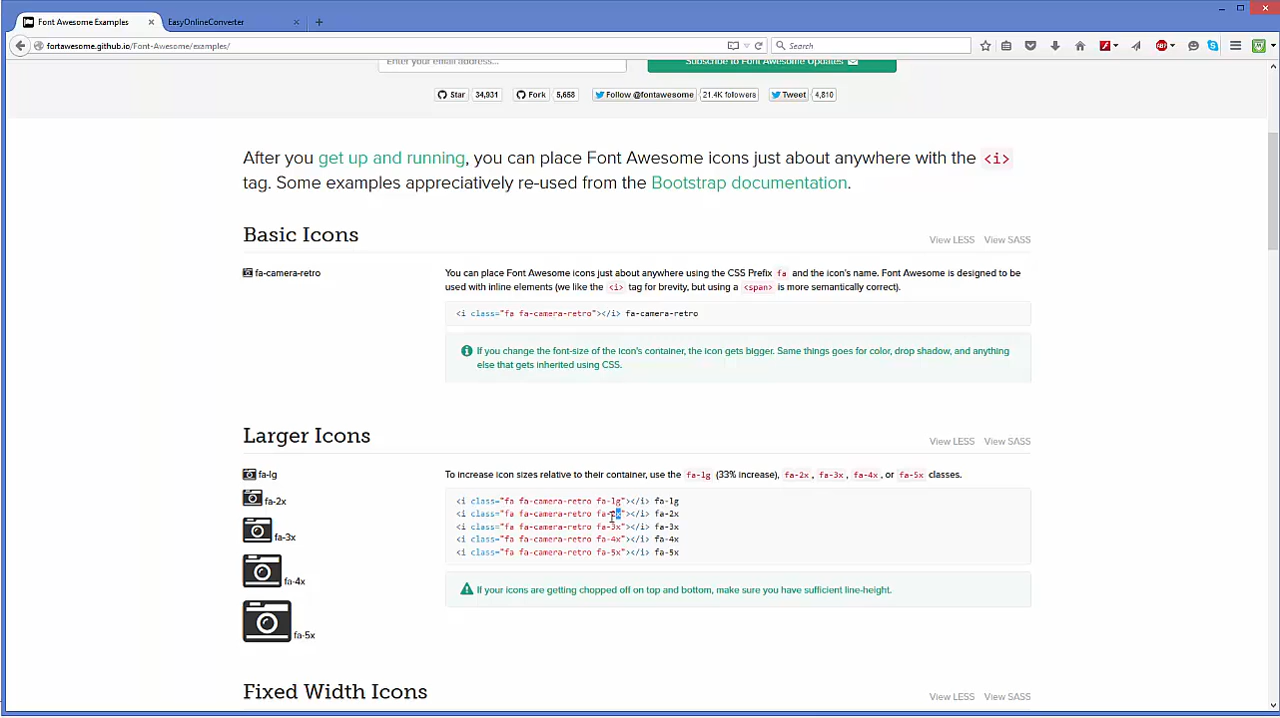 Font Awesome Examples
EasyOnlineConverter
fortawesome.github.io/Font-Awesome/examples/
Search
Enter your email address...
Subscribe to Font Awesome Updates
Star 34,931 Fork 5,658 Follow @fontawesome 21.4K followers Tweet 4,810
After you get up and running, you can place Font Awesome icons just about anywhere with the <i>
tag. Some examples appreciatively re-used from the Bootstrap documentation.
Basic Icons
View LESS View SASS
fa-camera-retro
You can place Font Awesome icons just about anywhere using the CSS Prefix fa and the icon's name. Font Awesome is designed to
be used with inline elements (we like the <i> tag for brevity, but using a <span> is more semantically correct).
<i class="fa fa-camera-retro"></i> fa-camera-retro
If you change the font-size of the icon's container, the icon gets bigger. Same things goes for color, drop shadow, and anything
else that gets inherited using CSS.
Larger Icons
View LESS View SASS
fa-lg
fa-2x
fa-3x
fa-4x
fa-5x
To increase icon sizes relative to their container, use the fa-lg (33% increase), fa-2x, fa-3x, fa-4x, or fa-5x classes.
<i class="fa fa-camera-retro fa-lg"></i> fa-lg
<i class="fa fa-camera-retro fa-2x"></i> fa-2x
<i class="fa fa-camera-retro fa-3x"></i> fa-3x
<i class="fa fa-camera-retro fa-4x"></i> fa-4x
<i class="fa fa-camera-retro fa-5x"></i> fa-5x
If your icons are getting chopped off on top and bottom, make sure you have sufficient line-height.
Fixed Width Icons
View LESS View SASS